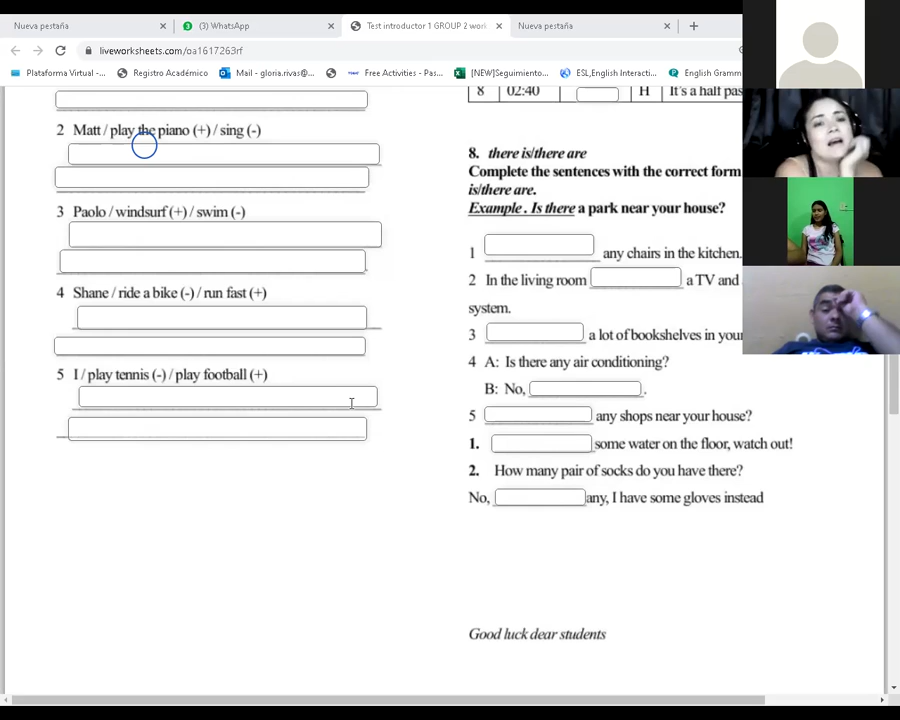 Nueva pestaña
(3) WhatsApp
Test introductor 1 GROUP 2 work
Nueva pestaña
liveworksheets.com/oa1617263rf
Plataforma Virtual -...
Registro Académico
Mail - gloria.rivas@...
Free Activities - Pas...
[NEW]Seguimiento...
ESL,English Interacti...
English Gramm
2 Matt / play the piano (+) / sing (-)
3 Paolo / windsurf (+) / swim (-)
4 Shane / ride a bike (-) / run fast (+)
5 I / play tennis (-) / play football (+)
8 02:40 H It's a half pas
8. there is/there are
Complete the sentences with the correct form
is/there are.
Example . Is there a park near your house?
1 any chairs in the kitchen.
2 In the living room a TV and
system.
3 a lot of bookshelves in your
4 A: Is there any air conditioning?
B: No, .
5 any shops near your house?
1. some water on the floor, watch out!
2. How many pair of socks do you have there?
No, any, I have some gloves instead
Good luck dear students